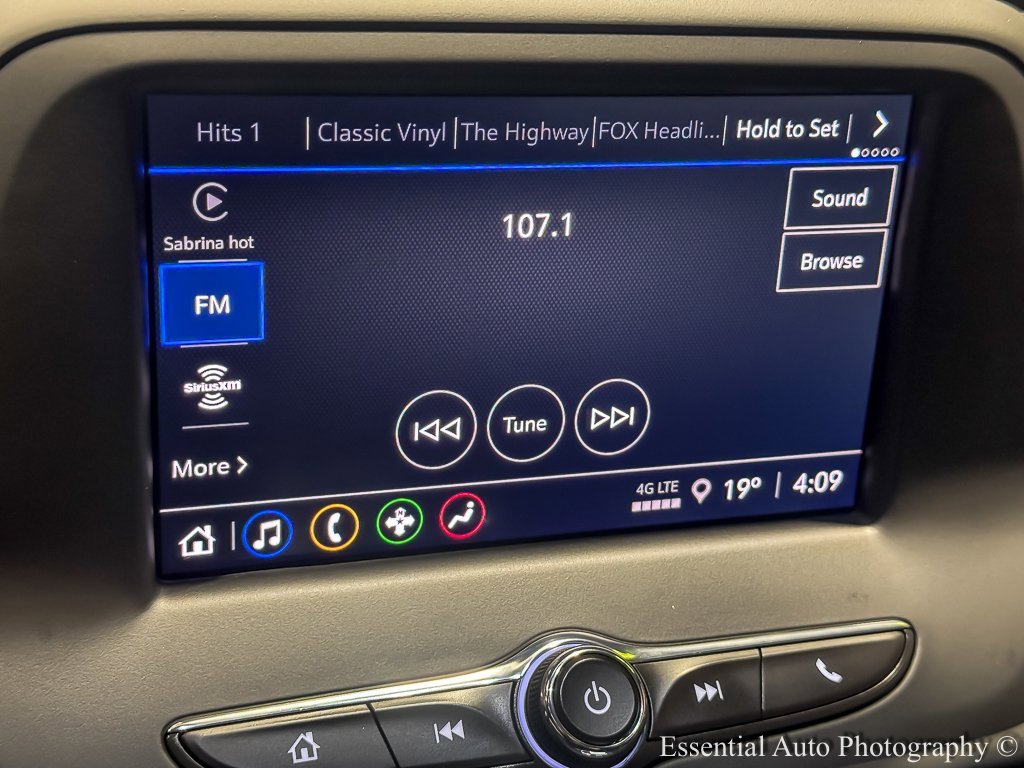 Hits 1 Classic Vinyl The Highway FOX Headli... Hold to Set
Sabrina hot
107.1
Sound
Browse
FM
SiriusXM
Tune
More
4G LTE 19° 4:09
Essential Auto Photography ©